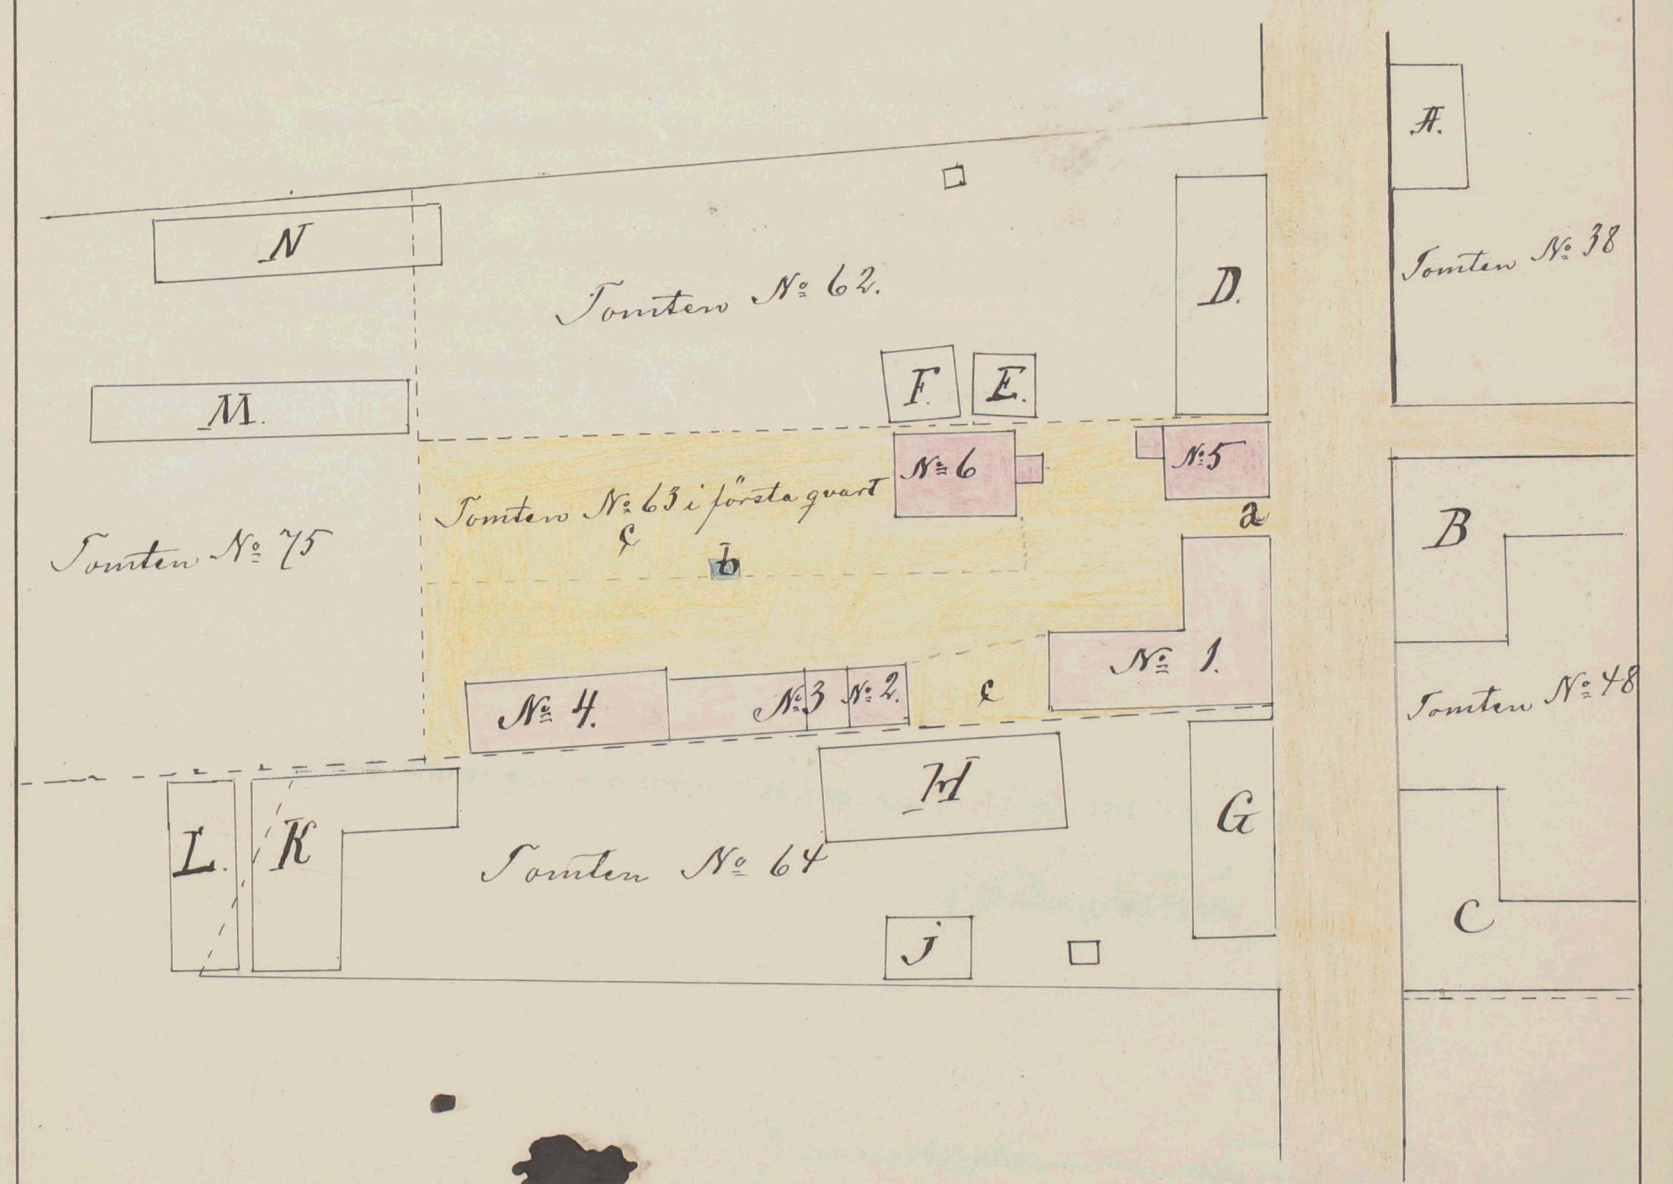 A.
N
Tomten No 38
Tomten No 62.
D.
F.
E.
M.
No 6
No 5
Tomten No 63 i första qvart
a
c
B
Tomten No 75
b
No 1.
c
No 4.
No 3
No 2.
Tomten No 48
H
G
L.
K
Tomten No 64
C
J